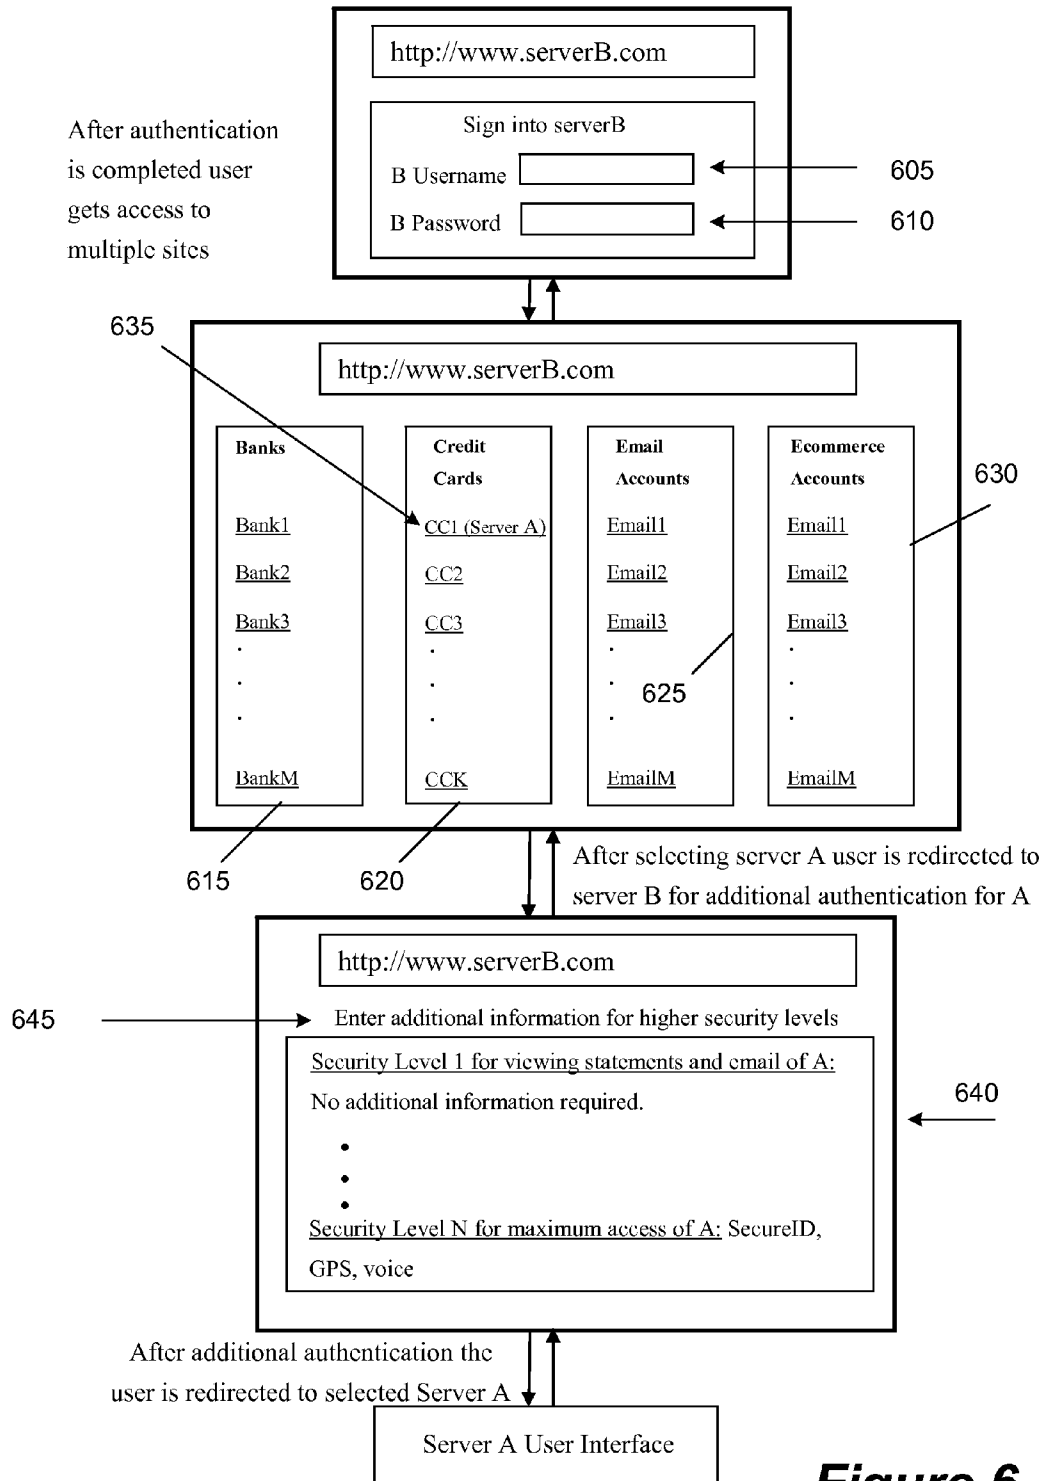 http://www.serverB.com
Sign into serverB
After authentication
is completed user
gets access to
multiple sites
B Username
605
B Password
610
635
http://www.serverB.com
Banks
Bank1
Bank2
Bank3
.
.
.
BankM
Credit
Cards
CC1 (Server A)
CC2
CC3
.
.
.
CCK
Email
Accounts
Email1
Email2
Email3
.
.
.
EmailM
Ecommerce
Accounts
Email1
Email2
Email3
.
.
.
EmailM
630
625
615
620
After selecting server A user is redirected to
server B for additional authentication for A
http://www.serverB.com
645
Enter additional information for higher security levels
Security Level 1 for viewing statements and email of A:
No additional information required.
•
•
•
Security Level N for maximum access of A: SecureID,
GPS, voice
640
After additional authentication the
user is redirected to selected Server A
Server A User Interface
Figure 6